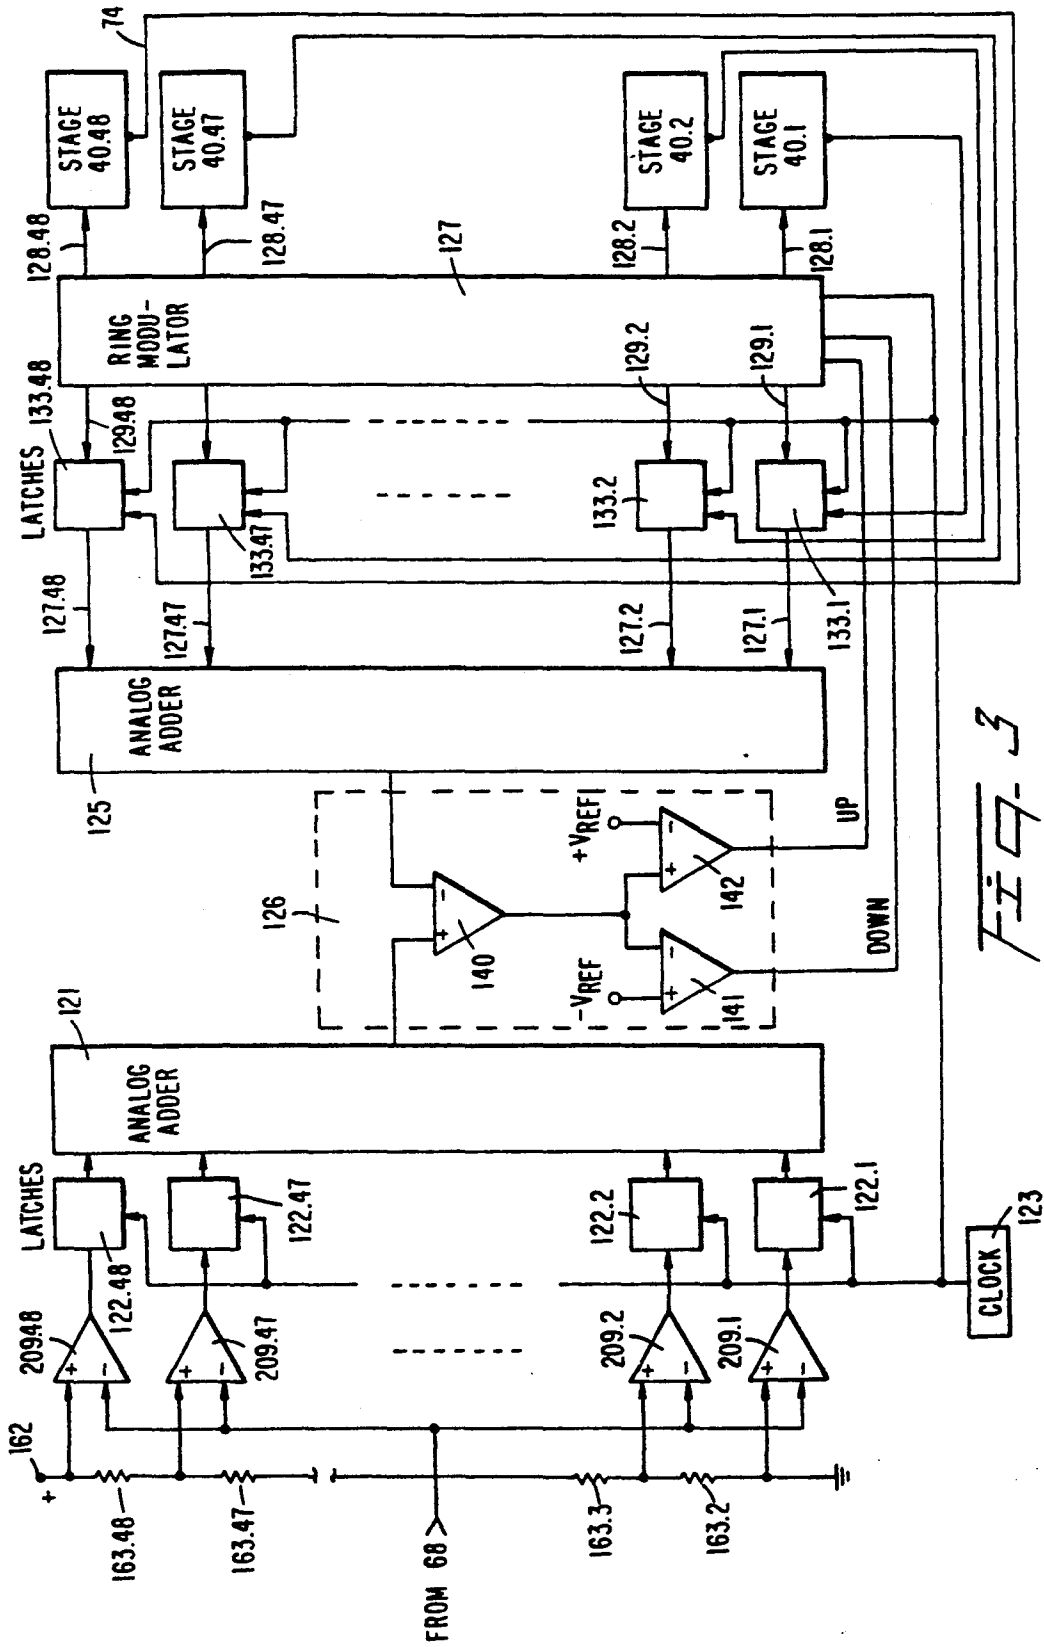 162
+
163.48
163.47
163.3
163.2
FROM 68
209.48
+
-
209.47
+
-
209.2
+
-
209.1
+
-
LATCHES
122.48
122.47
122.2
122.1
CLOCK
123
121
ANALOG
ADDER
126
+
-
140
-VREF
+
-
141
+VREF
+
-
142
DOWN
UP
125
ANALOG
ADDER
127.48
127.47
127.2
127.1
LATCHES
133.48
133.47
133.2
133.1
129.48
129.2
129.1
RING
MODU-
LATOR
127
128.48
128.47
128.2
128.1
STAGE
40.48
STAGE
40.47
STAGE
40.2
STAGE
40.1
74
Fig. 3